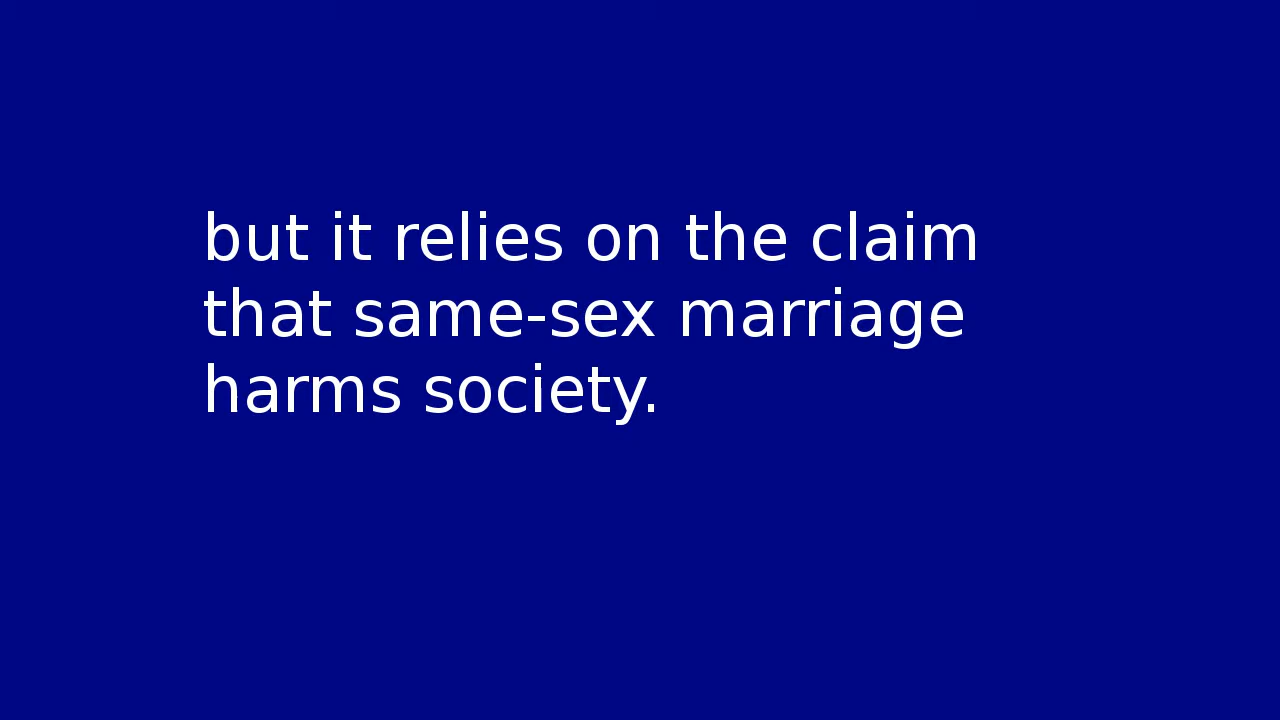 but it relies on the claim
that same-sex marriage
harms society.